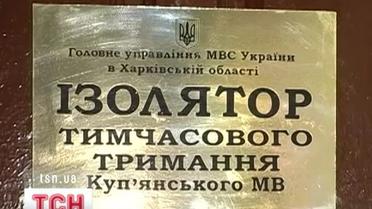 Головне управління МВС України
в Харківській області
ІЗОЛЯТОР
ТИМЧАСОВОГО
ТРИМАННЯ
Куп'янського МВ
tsn.ua
ТСН